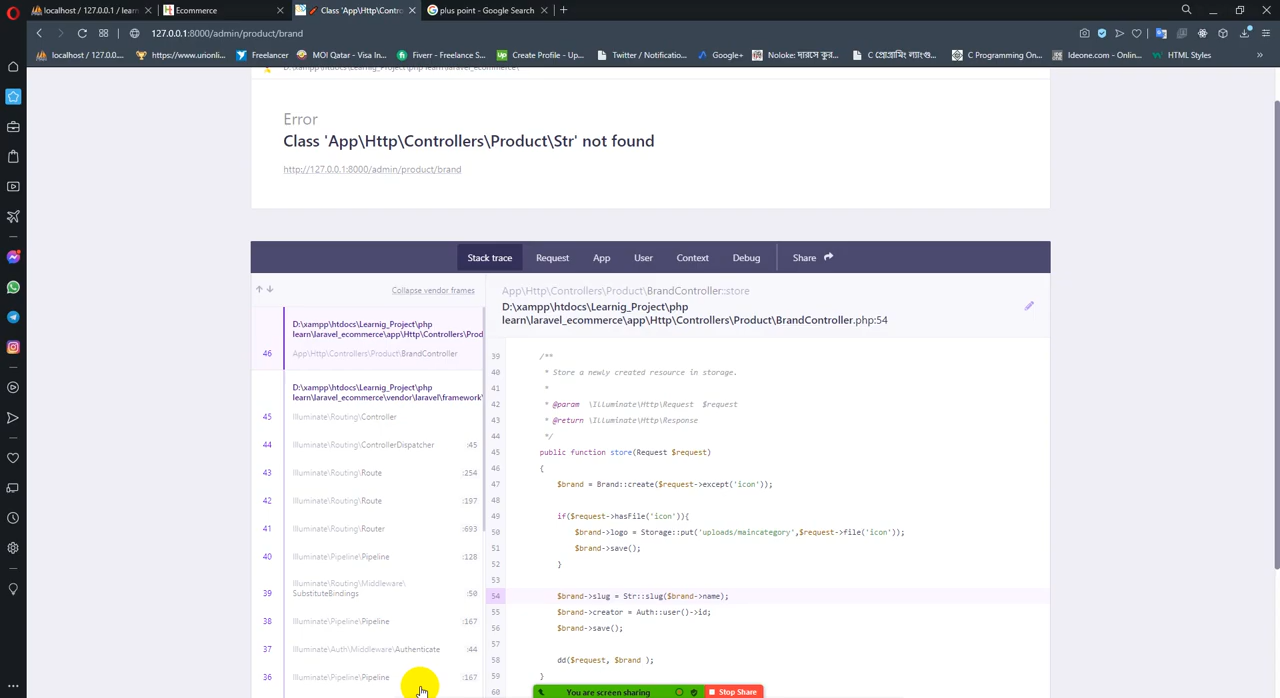 localhost / 127.0.0.1 / learn
Ecommerce
Class 'App\Http\Contro
plus point - Google Search
127.0.0.1:8000/admin/product/brand
localhost / 127.0.0....
https://www.urionli...
Freelancer
MOI Qatar - Visa In...
Fiverr - Freelance S...
Create Profile - Up...
Twitter / Notificatio...
Google+
Noloke: দারসে কুর...
C প্রোগ্রামিং ল্যাংগু...
C Programming On...
Ideone.com - Onlin...
HTML Styles
D:\xampp\htdocs\Learnig_Project\php learn\laravel_ecommerce\
Error
Class 'App\Http\Controllers\Product\Str' not found
http://127.0.0.1:8000/admin/product/brand
Stack trace Request App User Context Debug Share
Collapse vendor frames
D:\xampp\htdocs\Learnig_Project\php
learn\laravel_ecommerce\app\Http\Controllers\Prod
46 App\Http\Controllers\Product\BrandController
D:\xampp\htdocs\Learnig_Project\php
learn\laravel_ecommerce\vendor\laravel\framework\
45 Illuminate\Routing\Controller
44 Illuminate\Routing\ControllerDispatcher :45
43 Illuminate\Routing\Route :254
42 Illuminate\Routing\Route :197
41 Illuminate\Routing\Router :693
40 Illuminate\Pipeline\Pipeline :128
Illuminate\Routing\Middleware\
39 SubstituteBindings :50
38 Illuminate\Pipeline\Pipeline :167
37 Illuminate\Auth\Middleware\Authenticate :44
36 Illuminate\Pipeline\Pipeline :167
App\Http\Controllers\Product\BrandController::store
D:\xampp\htdocs\Learnig_Project\php
learn\laravel_ecommerce\app\Http\Controllers\Product\BrandController.php:54
39 /**
40 * Store a newly created resource in storage.
41 *
42 * @param \Illuminate\Http\Request $request
43 * @return \Illuminate\Http\Response
44 */
45 public function store(Request $request)
46 {
47 $brand = Brand::create($request->except('icon'));
48
49 if($request->hasFile('icon')){
50 $brand->logo = Storage::put('uploads/maincategory',$request->file('icon'));
51 $brand->save();
52 }
53
54 $brand->slug = Str::slug($brand->name);
55 $brand->creator = Auth::user()->id;
56 $brand->save();
57
58 dd($request, $brand );
59 }
60
You are screen sharing
Stop Share